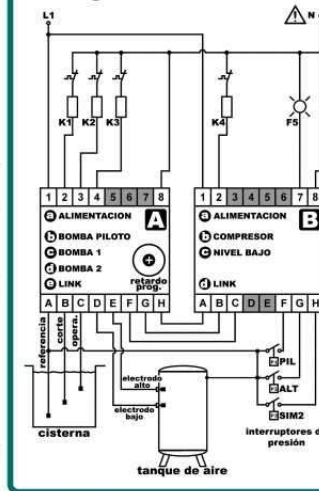 L1
N
K1 K2 K3 K4 F5
1 2 3 4 5 6 7 8
1 2 3 4 5 6 7 8
a ALIMENTACION A
b BOMBA PILOTO
c BOMBA 1
d BOMBA 2
e LINK
retardo
prog.
a ALIMENTACION B
b COMPRESOR
c NIVEL BAJO
d LINK
A B C D E F G H
A B C D E F G H
referencia
corte
opera.
electrodo
alto
electrodo
bajo
PIL
ALT
SIM2
cisterna
interruptores de
presión
tanque de aire